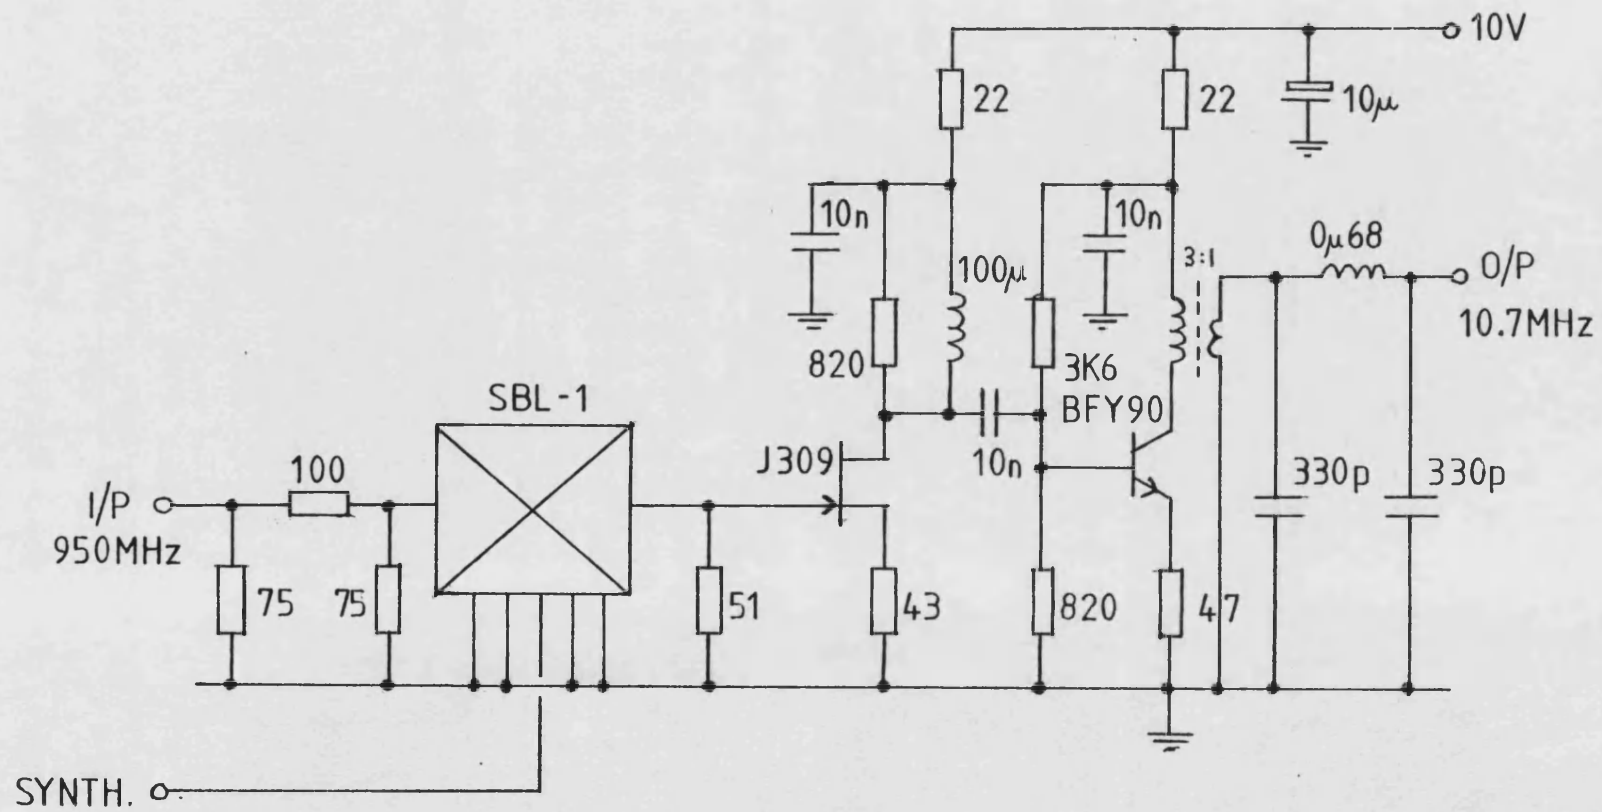 10V
22
22
10µ
10n
10n
0µ68
3:1
O/P
100µ
10.7MHz
820
3K6
SBL-1
BFY90
100
J309
10n
330p
330p
I/P
950MHz
75
75
51
43
820
47
SYNTH.